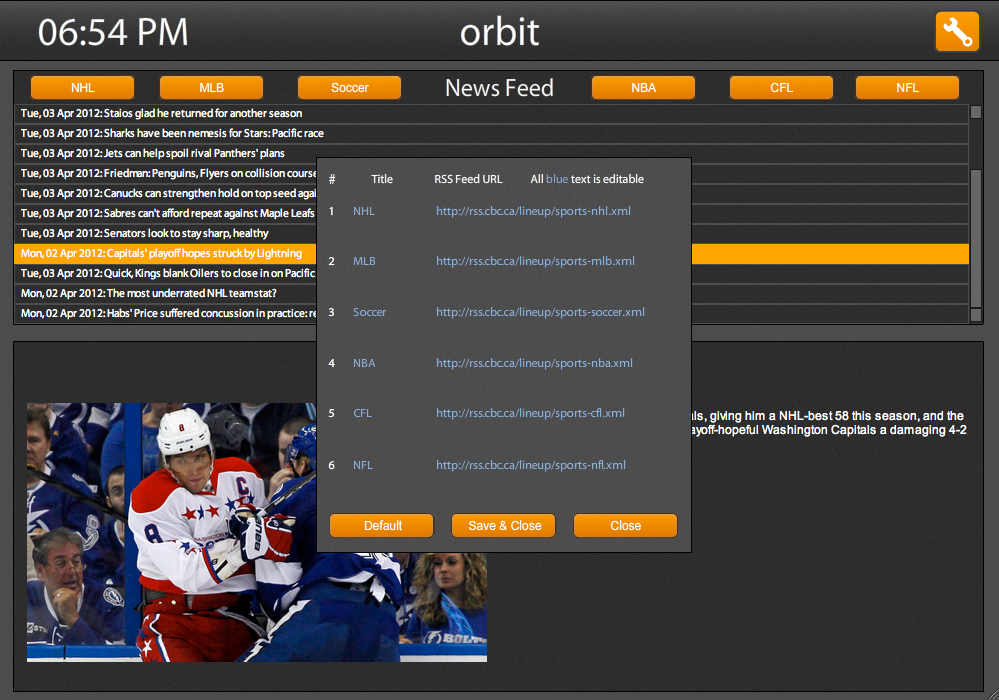 06:54 PM
orbit
NHL
MLB
Soccer
News Feed
NBA
CFL
NFL
Tue, 03 Apr 2012: Staios glad he returned for another season
Tue, 03 Apr 2012: Sharks have been nemesis for Stars: Pacific race
Tue, 03 Apr 2012: Jets can help spoil rival Panthers' plans
Tue, 03 Apr 2012: Friedman: Penguins, Flyers on collision course
Tue, 03 Apr 2012: Canucks can strengthen hold on top seed agai
Tue, 03 Apr 2012: Sabres can't afford repeat against Maple Leafs
Tue, 03 Apr 2012: Senators look to stay sharp, healthy
Mon, 02 Apr 2012: Capitals' playoff hopes struck by Lightning
Tue, 03 Apr 2012: Quick, Kings blank Oilers to close in on Pacific
Mon, 02 Apr 2012: The most underrated NHL team stat?
Mon, 02 Apr 2012: Habs' Price suffered concussion in practice: re
# Title RSS Feed URL All blue text is editable
1 NHL http://rss.cbc.ca/lineup/sports-nhl.xml
2 MLB http://rss.cbc.ca/lineup/sports-mlb.xml
3 Soccer http://rss.cbc.ca/lineup/sports-soccer.xml
4 NBA http://rss.cbc.ca/lineup/sports-nba.xml
5 CFL http://rss.cbc.ca/lineup/sports-cfl.xml
6 NFL http://rss.cbc.ca/lineup/sports-nfl.xml
Default
Save & Close
Close
ls, giving him a NHL-best 58 this season, and the
ayoff-hopeful Washington Capitals a damaging 4-2
8
C
8
WASHINGTON
BOLTS